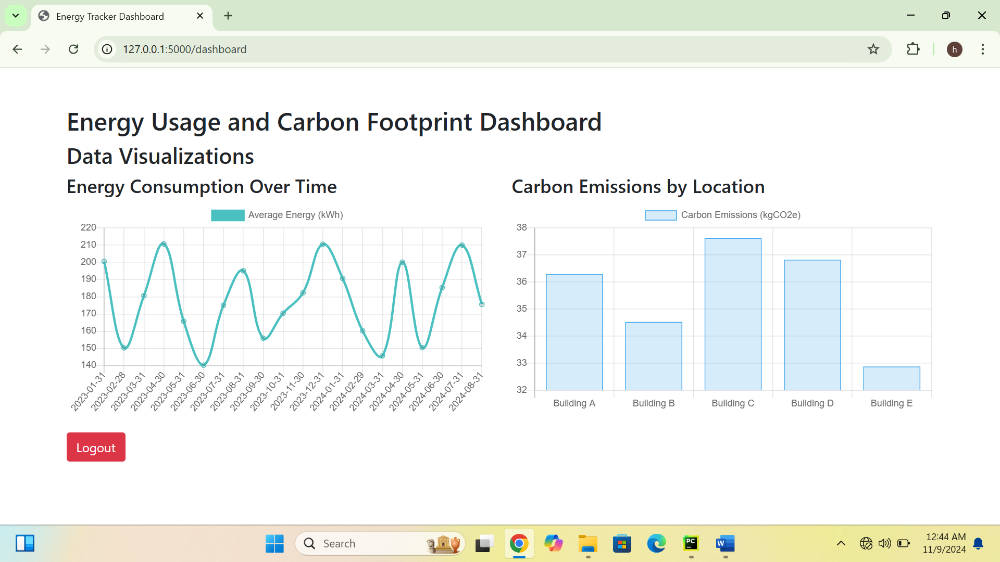 Energy Tracker Dashboard
127.0.0.1:5000/dashboard
h
Energy Usage and Carbon Footprint Dashboard
Data Visualizations
Energy Consumption Over Time
Average Energy (kWh)
220
210
200
190
180
170
160
150
140
2023-01-31
2023-02-28
2023-03-31
2023-04-30
2023-05-31
2023-06-30
2023-07-31
2023-08-31
2023-09-30
2023-10-31
2023-11-30
2023-12-31
2024-01-31
2024-02-29
2024-03-31
2024-04-30
2024-05-31
2024-06-30
2024-07-31
2024-08-31
Carbon Emissions by Location
Carbon Emissions (kgCO2e)
38
37
36
35
34
33
32
Building A
Building B
Building C
Building D
Building E
Logout
Search
PC
W
12:44 AM
11/9/2024